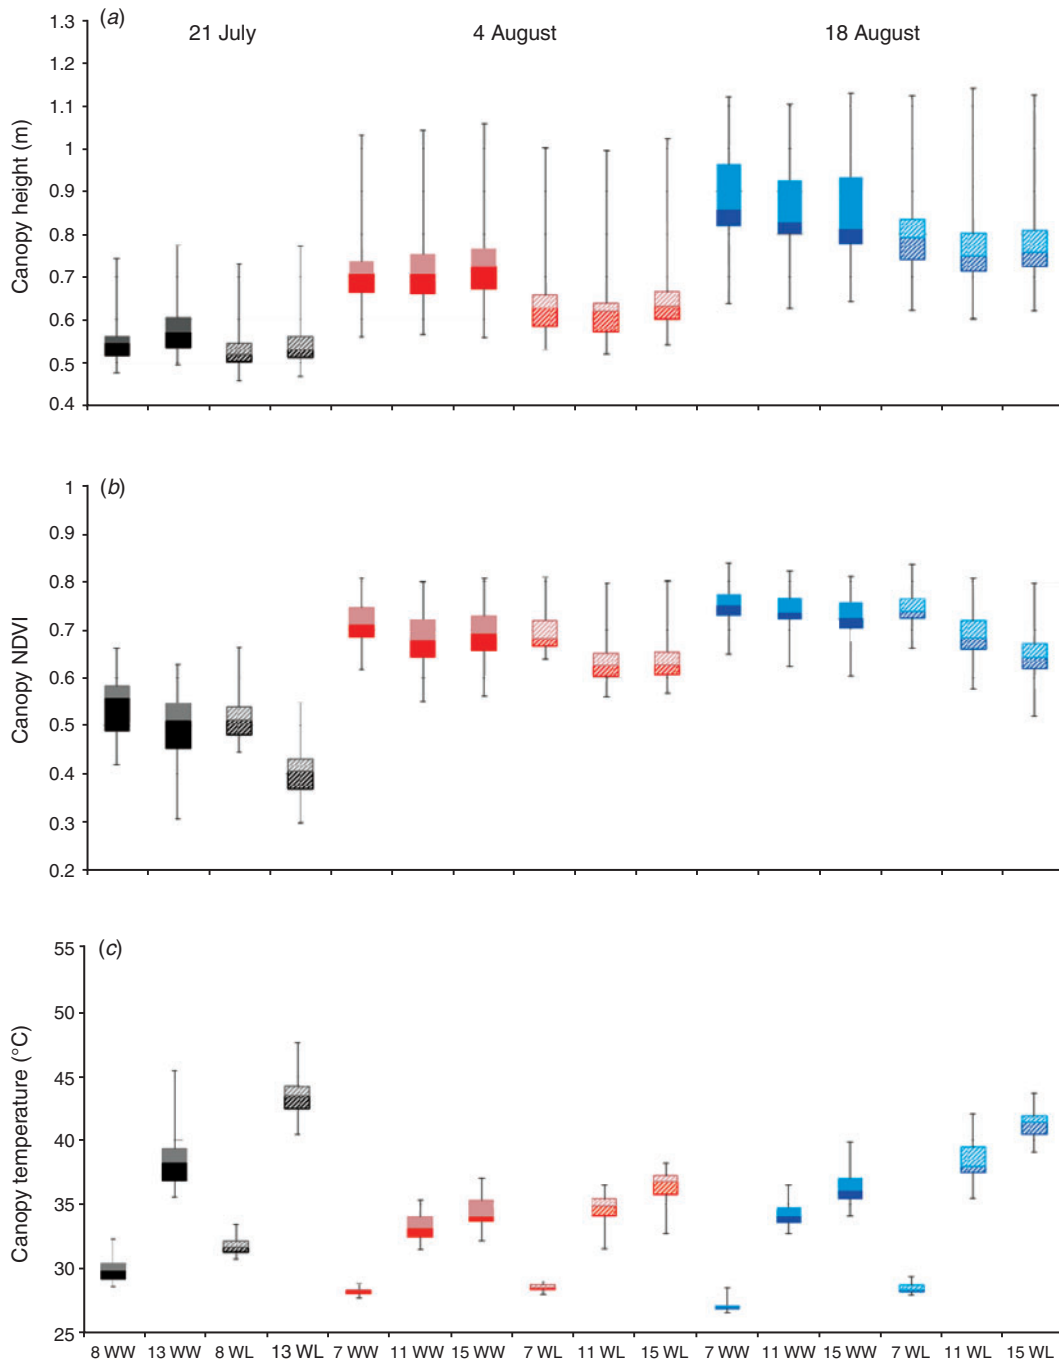 (a)
21 July
4 August
18 August
1.3
1.2
1.1
1
0.9
0.8
0.7
0.6
0.5
0.4
Canopy height (m)
(b)
1
0.9
0.8
0.7
0.6
0.5
0.4
0.3
0.2
Canopy NDVI
(c)
55
50
45
40
35
30
25
Canopy temperature (°C)
8 WW 13 WW 8 WL 13 WL 7 WW 11 WW 15 WW 7 WL 11 WL 15 WL 7 WW 11 WW 15 WW 7 WL 11 WL 15 WL